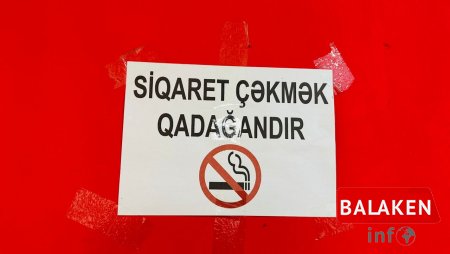 SİQARET ÇƏKMƏK
QADAĞANDIR
BALAKEN
info